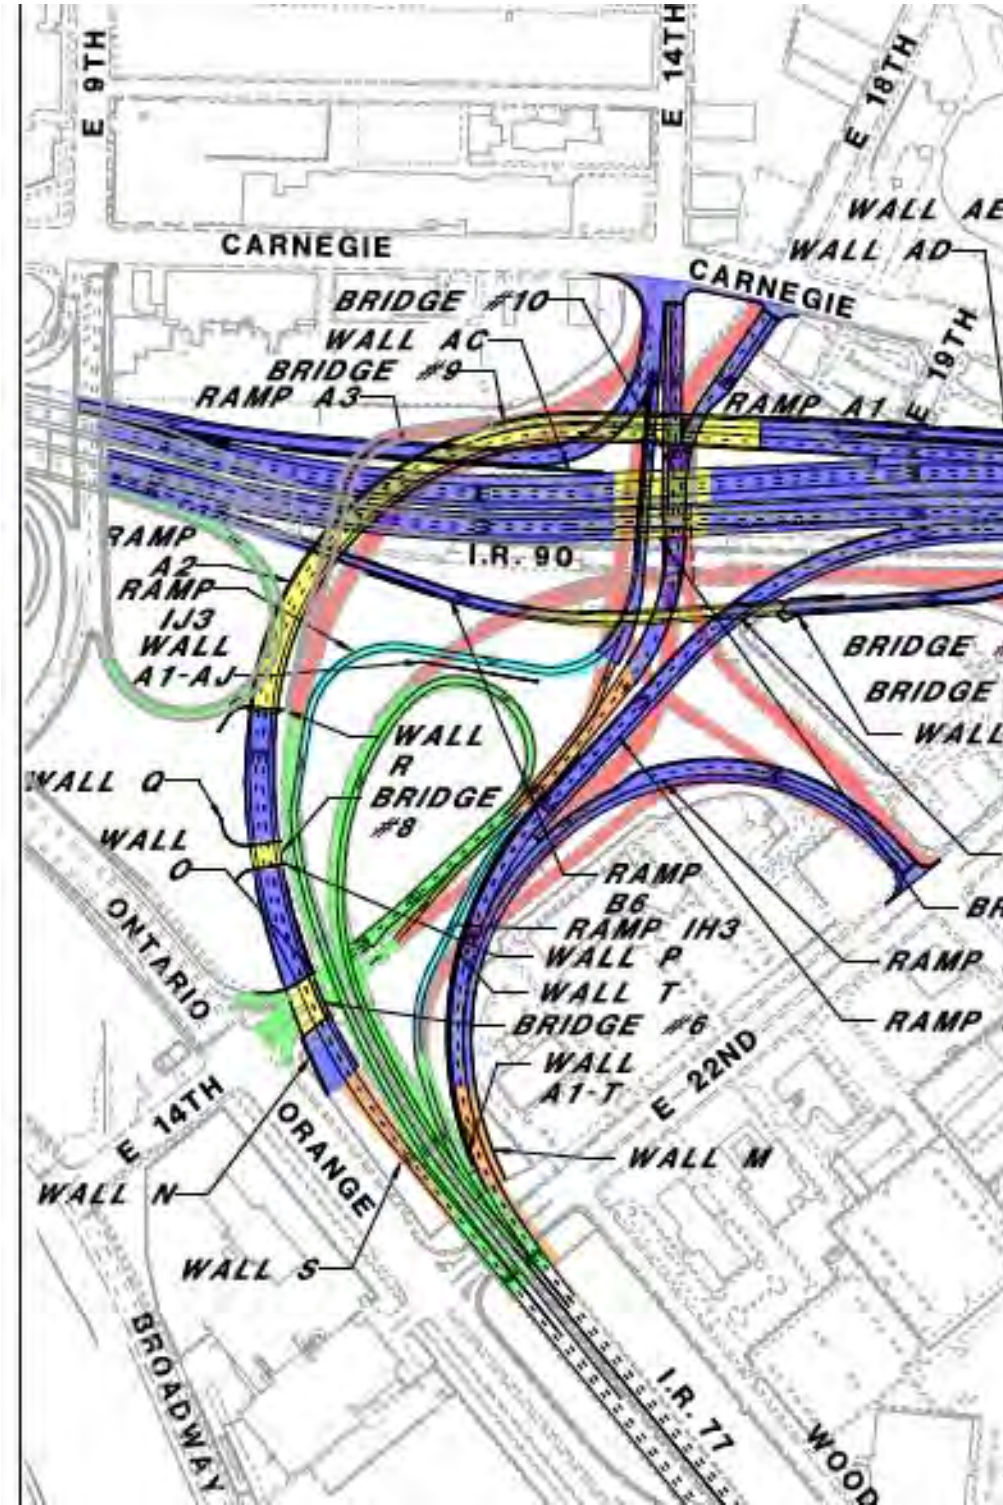 E 9TH
E 14TH
E 18TH
WALL AE
WALL AD
CARNEGIE
CARNEGIE
BRIDGE #10
WALL AC
BRIDGE #9
RAMP A3
RAMP A1
E 19TH
RAMP
A2
RAMP
IJ3
WALL
A1-AJ
I.R. 90
BRIDGE #
BRIDGE
WALL
WALL
R
BRIDGE
#8
WALL Q
WALL
O
ONTARIO
RAMP
B6
RAMP IH3
WALL P
WALL T
BRIDGE #6
WALL
A1-T
BR
RAMP
RAMP
E 22ND
E 14TH
ORANGE
WALL M
WALL N
WALL S
BROADWAY
I.R. 77
WOOD